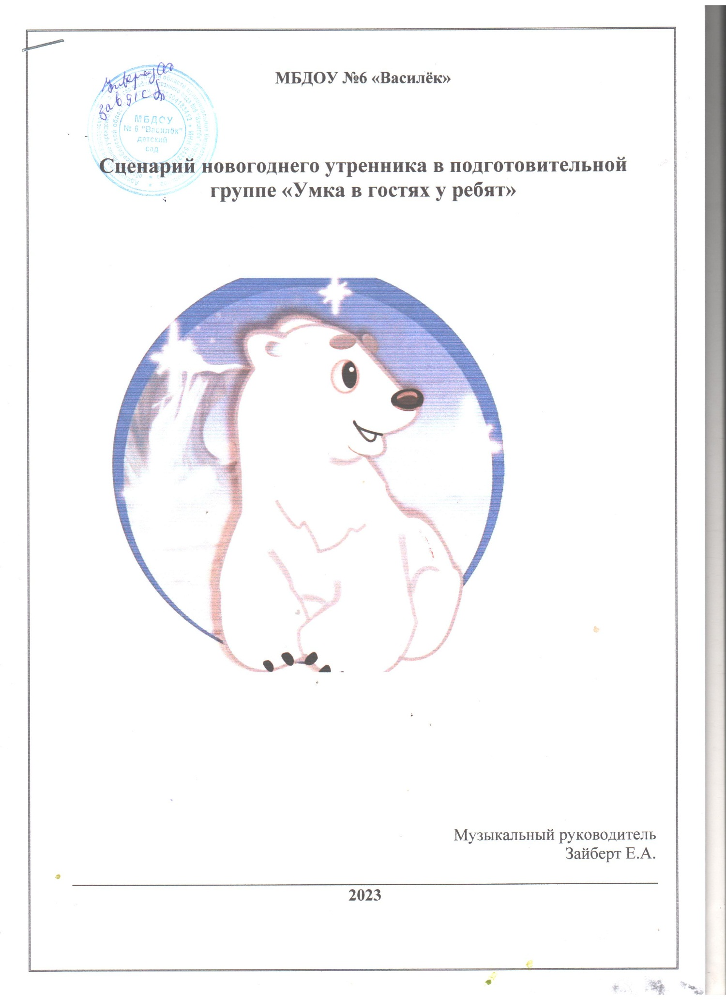 МБДОУ №6 «Василёк»
МБДОУ
№ 6 "Василёк"
детский
сад
Сценарий новогоднего утренника в подготовительной
группе «Умка в гостях у ребят»
Музыкальный руководитель
Зайберт Е.А.
2023